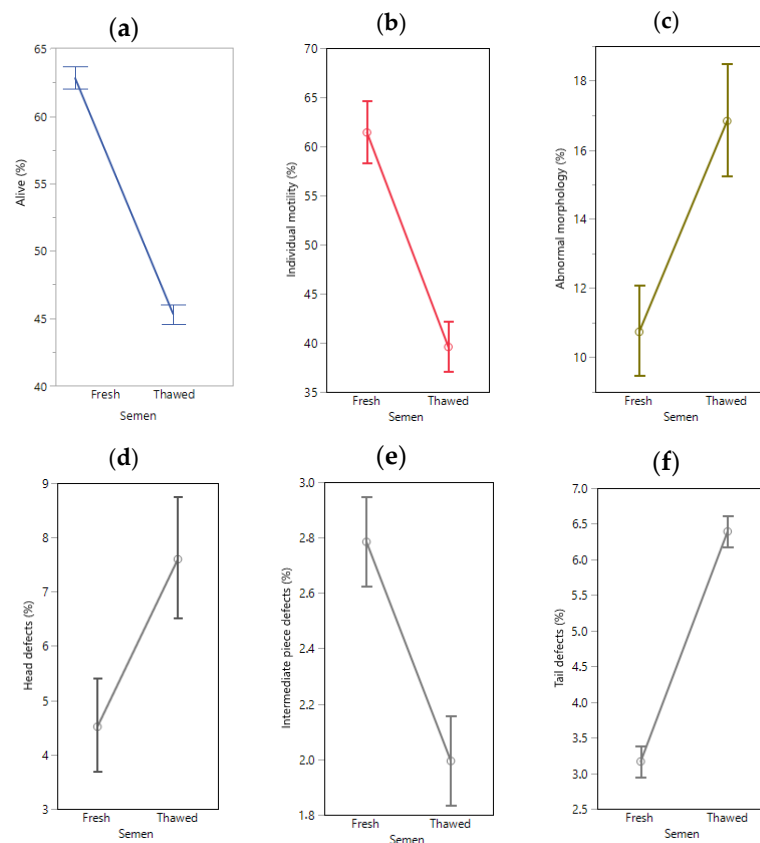 (a)
Alive (%)
65
60
55
50
45
40
Fresh Thawed
Semen
(b)
Individual motility (%)
70
65
60
55
50
45
40
35
Fresh Thawed
Semen
(c)
Abnormal morphology (%)
18
16
14
12
10
Fresh Thawed
Semen
(d)
Head defects (%)
9
8
7
6
5
4
3
Fresh Thawed
Semen
(e)
Intermediate piece defects (%)
3.0
2.8
2.6
2.4
2.2
2.0
1.8
Fresh Thawed
Semen
(f)
Tail defects (%)
7.0
6.5
6.0
5.5
5.0
4.5
4.0
3.5
3.0
2.5
Fresh Thawed
Semen